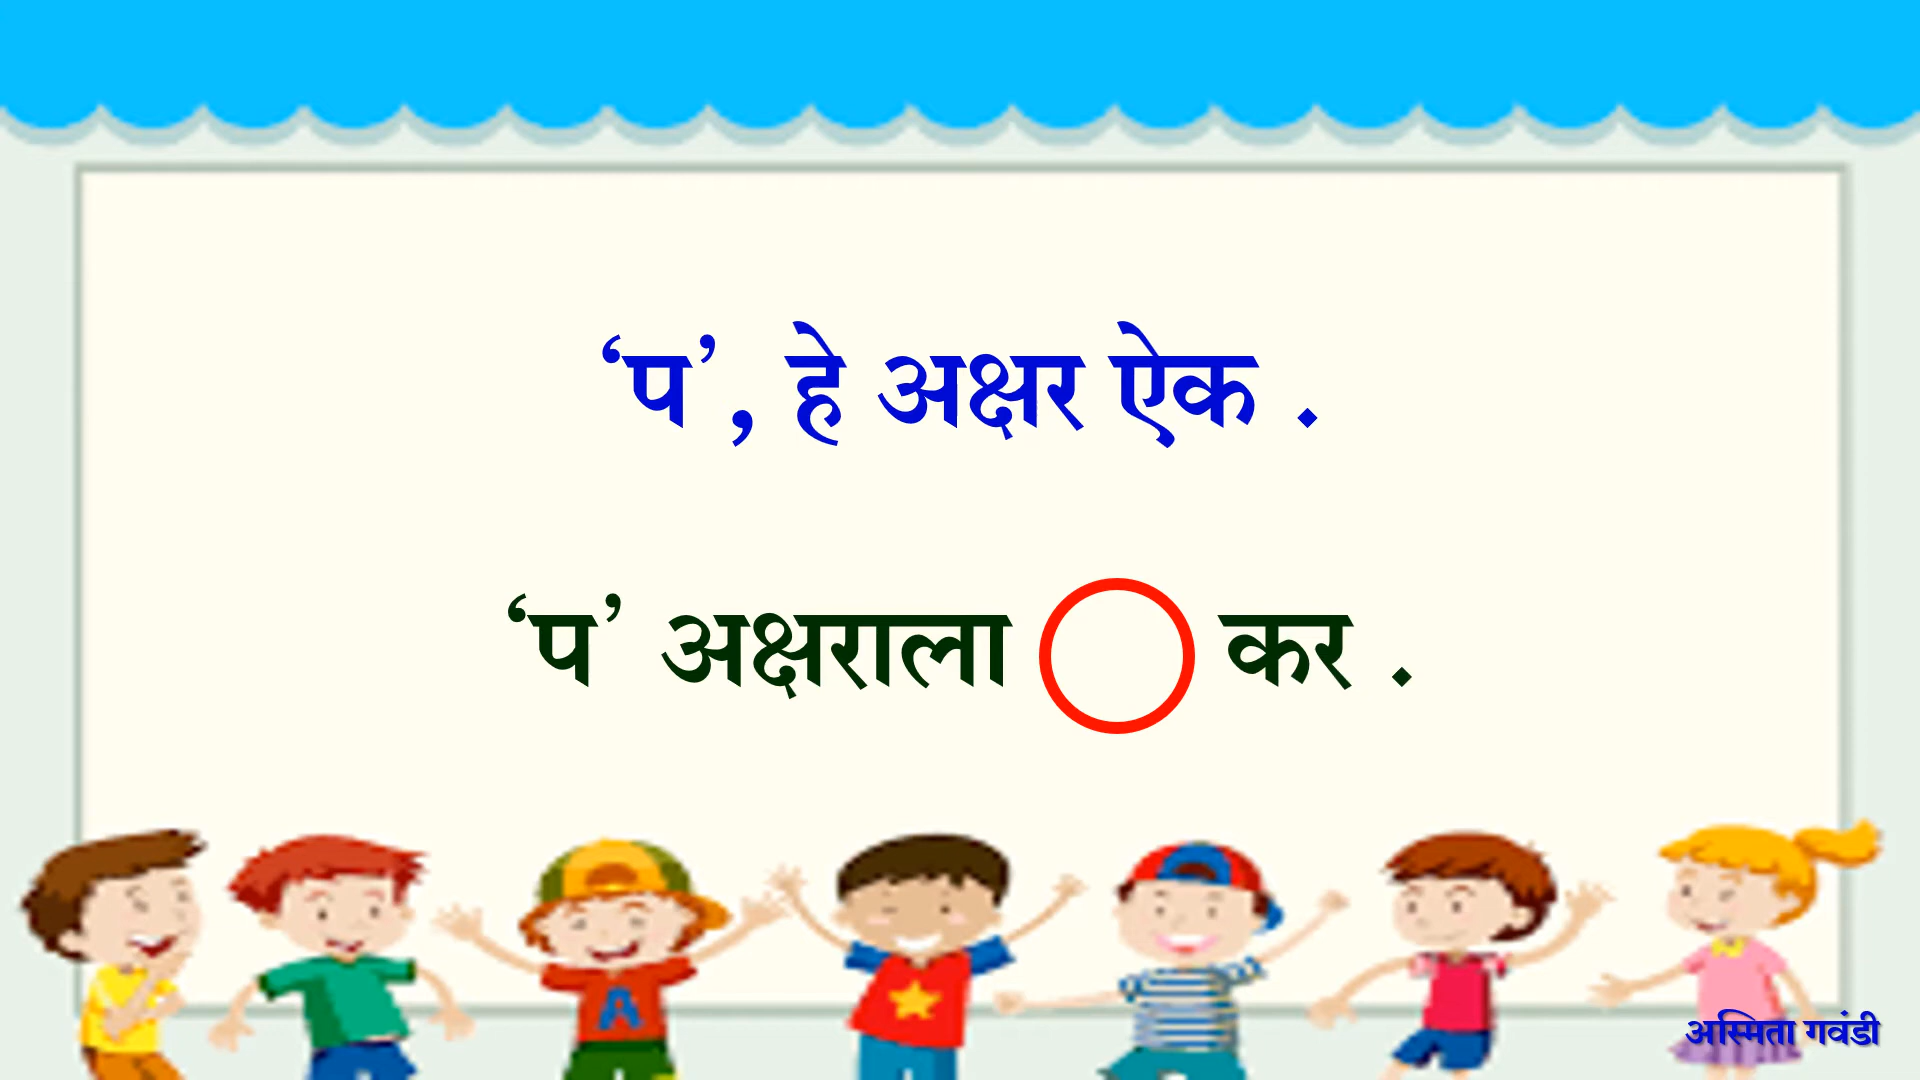 ‘प’, हे अक्षर ऐक .
‘प’ अक्षराला कर .
A
अस्मिता गवंडी